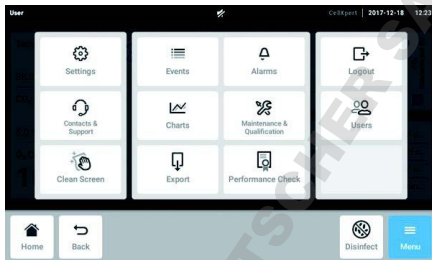 User CellXpert 2017-12-18 12:23
Settings Events Alarms Logout
Contacts & Support Charts Maintenance & Qualification Users
Clean Screen Export Performance Check
Home Back Disinfect Menu